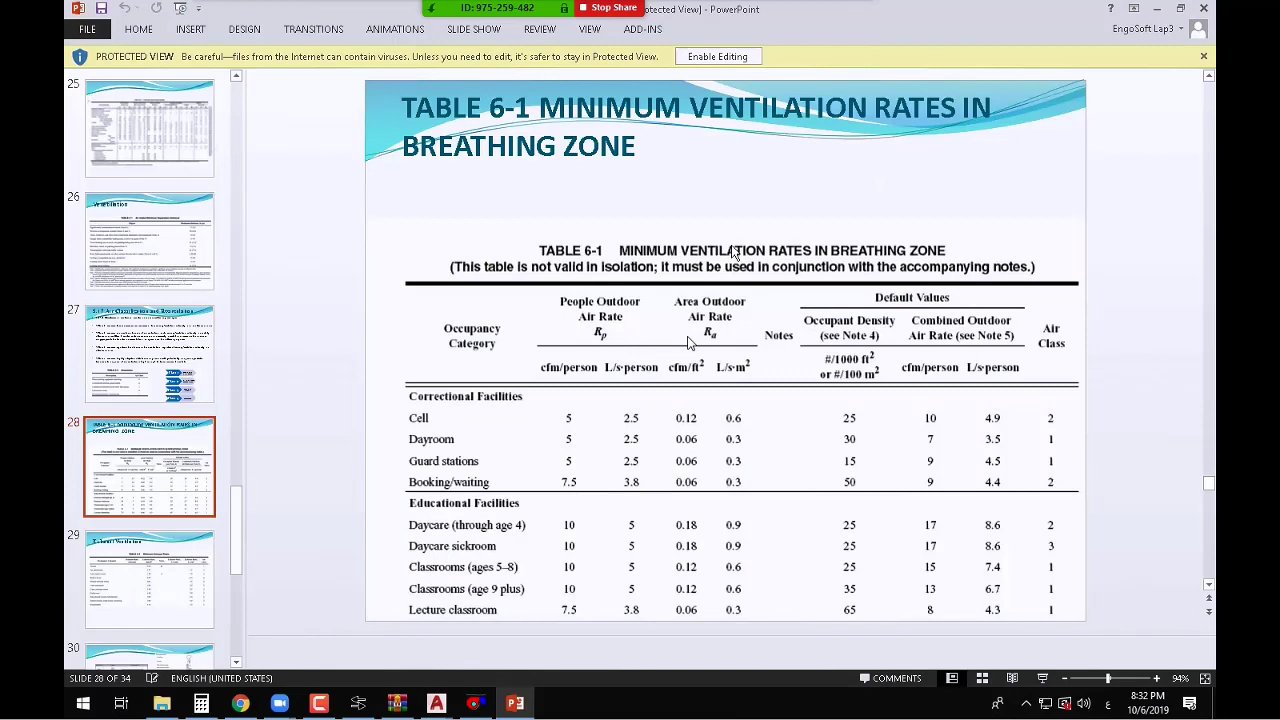 ID: 975-259-482 Stop Share otected View] - PowerPoint
FILE HOME INSERT DESIGN TRANSITIONS ANIMATIONS SLIDE SHOW REVIEW VIEW ADD-INS EngoSoft Lap3
PROTECTED VIEW Be careful—files from the Internet can contain viruses. Unless you need to edit, it's safer to stay in Protected View. Enable Editing
25
26
Ventilation
27
28
29
30
TABLE 6-1 MINIMUM VENTILATION RATES IN
BREATHING ZONE
TABLE 6-1 MINIMUM VENTILATION RATES IN BREATHING ZONE
(This table is not valid in isolation; it must be used in conjunction with the accompanying notes.)
Occupancy Category People Outdoor Air Rate Rp Area Outdoor Air Rate Ra Notes Default Values Air Class
Occupant Density (see Note 4) Combined Outdoor Air Rate (see Note 5)
cfm/person L/s·person cfm/ft2 L/s·m2 #/1000 ft2 or #/100 m2 cfm/person L/s·person
Correctional Facilities
Cell 5 2.5 0.12 0.6 25 10 4.9 2
Dayroom 5 2.5 0.06 0.3 30 7 3.5 1
Guard stations 5 2.5 0.06 0.3 15 9 4.5 1
Booking/waiting 7.5 3.8 0.06 0.3 50 9 4.4 2
Educational Facilities
Daycare (through age 4) 10 5 0.18 0.9 25 17 8.6 2
Daycare sickroom 10 5 0.18 0.9 25 17 8.6 3
Classrooms (ages 5–8) 10 5 0.12 0.6 25 15 7.4 1
Classrooms (age 9 plus) 10 5 0.12 0.6 35 13 6.7 1
Lecture classroom 7.5 3.8 0.06 0.3 65 8 4.3 1
SLIDE 28 OF 34 ENGLISH (UNITED STATES) COMMENTS 94%
ع 8:32 PM
10/6/2019